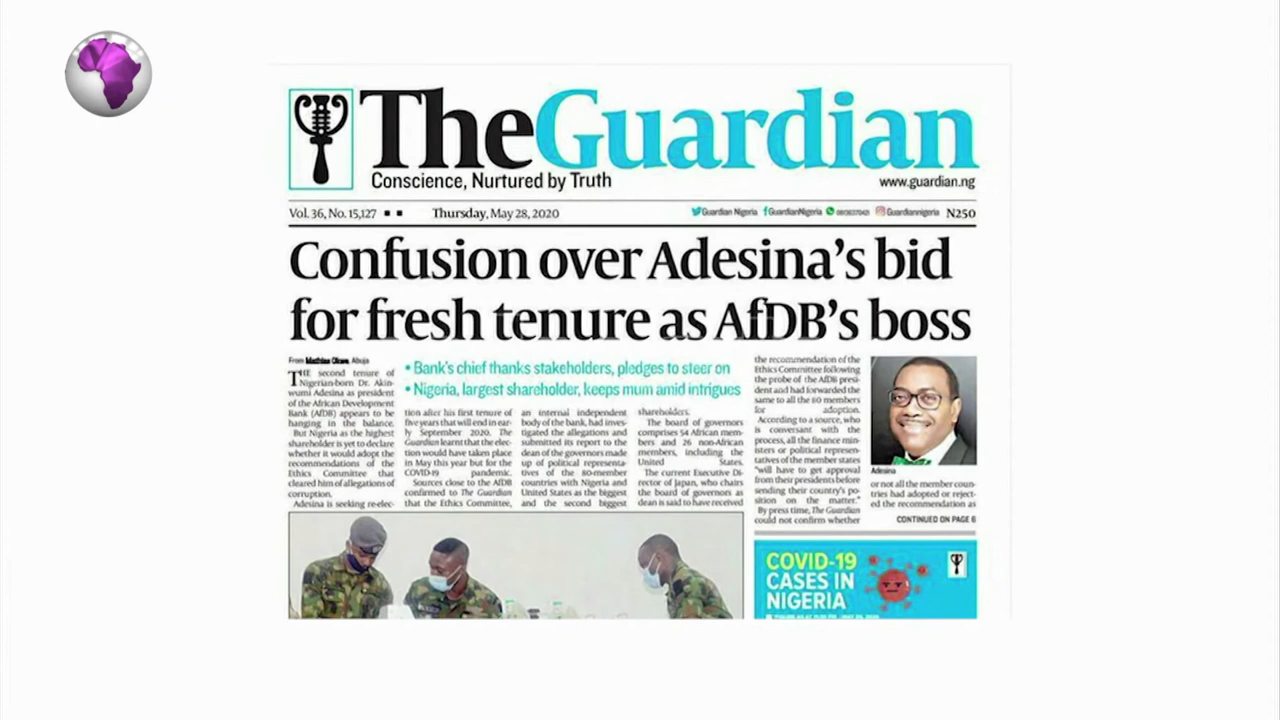 TheGuardian
Conscience, Nurtured by Truth
www.guardian.ng
Vol. 36, No. 15,127
Thursday, May 28, 2020
Guardian Nigeria
GuardianNigeria
Guardiannigeria
N250
Confusion over Adesina's bid
for fresh tenure as AfDB's boss
From
Abuja
• Bank's chief thanks stakeholders, pledges to steer on
• Nigeria, largest shareholder, keeps mum amid intrigues
THE second tenure of
Nigerian-born Dr. Akin-
wumi Adesina as president
of the African Development
Bank (AfDB) appears to be
hanging in the balance.
But Nigeria as the highest
shareholder is yet to declare
whether it would adopt the
recommendations of the
Ethics Committee that
cleared him of allegations of
corruption.
Adesina is seeking re-elec-
tion after his first tenure of
five years that will end in ear-
ly September 2020. The
Guardian learnt that the elec-
tion would have taken place
in May this year but for the
COVID-19 pandemic.
Sources close to the AfDB
confirmed to The Guardian
that the Ethics Committee,
an internal independent
body of the bank, had inves-
tigated the allegations and
submitted its report to the
dean of the governors made
up of political representa-
tives of the 80-member
countries with Nigeria and
United States as the biggest
and the second biggest
shareholders.
The board of governors
comprises 54 African mem-
bers and 26 non-African
members, including the
United States.
The current Executive Di-
rector of Japan, who chairs
the board of governors as
dean is said to have received
the recommendation of the
Ethics Committee following
the probe of the AfDB presi-
dent and had forwarded the
same to all the 80 members
for adoption.
According to a source, who
is conversant with the
process, all the finance min-
isters or political represen-
tatives of the member states
"will have to get approval
from their presidents before
sending their country's po-
sition on the matter."
By press time, The Guardian
could not confirm whether
Adesina
or not all the member coun-
tries had adopted or reject-
ed the recommendation as
CONTINUED ON PAGE 6
COVID-19
CASES IN
NIGERIA